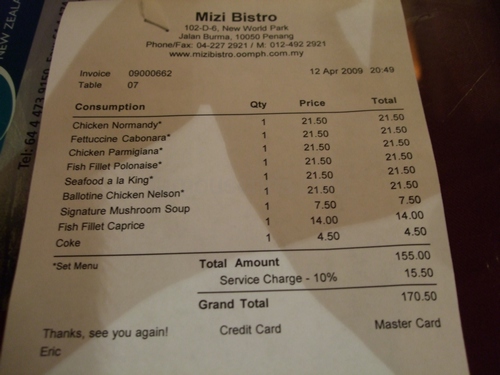 Mizi Bistro
102-D-6, New World Park
Jalan Burma, 10050 Penang
Phone/Fax: 04-227 2921 / M: 012-492 2921
www.mizibistro.oomph.com.my
Invoice 09000662 12 Apr 2009 20:49
Table 07
Consumption Qty Price Total
Chicken Normandy* 1 21.50 21.50
Fettuccine Cabonara* 1 21.50 21.50
Chicken Parmigiana* 1 21.50 21.50
Fish Fillet Polonaise* 1 21.50 21.50
Seafood a la King* 1 21.50 21.50
Ballotine Chicken Nelson* 1 21.50 21.50
Signature Mushroom Soup 1 7.50 7.50
Fish Fillet Caprice 1 14.00 14.00
Coke 1 4.50 4.50
*Set Menu Total Amount 155.00
Service Charge - 10% 15.50
Grand Total 170.50
Thanks, see you again! Credit Card Master Card
Eric
NEW ZEALA
Tel: 64 4 473